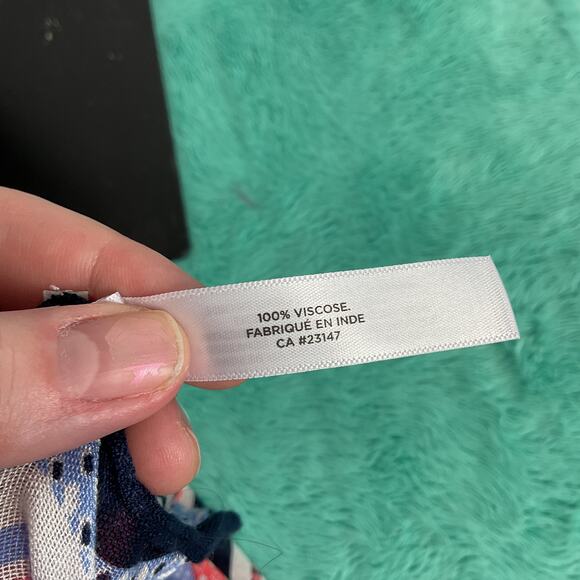 100% VISCOSE.
FABRIQUÉ EN INDE
CA #23147